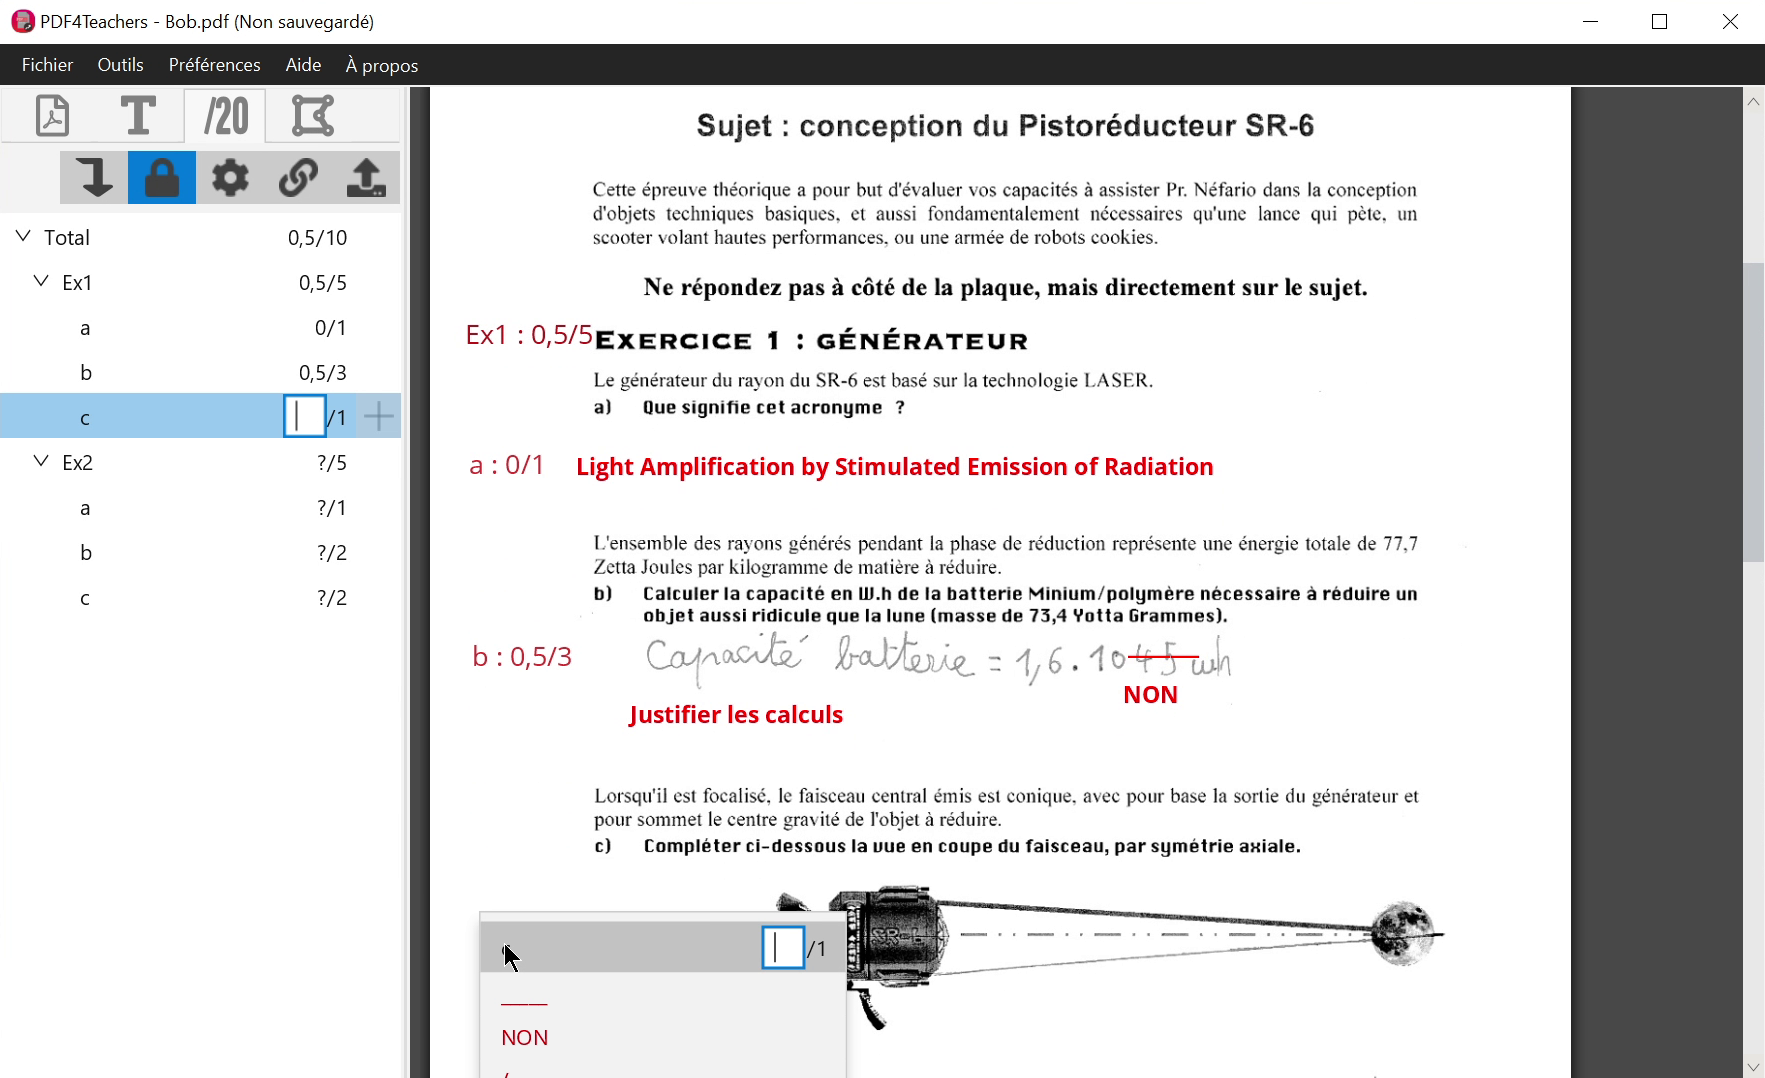 PDF4Teachers - Bob.pdf (Non sauvegardé)
Fichier Outils Préférences Aide À propos
T /20
Total 0,5/10
Ex1 0,5/5
a 0/1
b 0,5/3
c /1
Ex2 ?/5
a ?/1
b ?/2
c ?/2
Sujet : conception du Pistoréducteur SR-6
Cette épreuve théorique a pour but d'évaluer vos capacités à assister Pr. Néfario dans la conception
d'objets techniques basiques, et aussi fondamentalement nécessaires qu'une lance qui pète, un
scooter volant hautes performances, ou une armée de robots cookies.
Ne répondez pas à côté de la plaque, mais directement sur le sujet.
Ex1 : 0,5/5 EXERCICE 1 : GÉNÉRATEUR
Le générateur du rayon du SR-6 est basé sur la technologie LASER.
a) Que signifie cet acronyme ?
a : 0/1 Light Amplification by Stimulated Emission of Radiation
L'ensemble des rayons générés pendant la phase de réduction représente une énergie totale de 77,7
Zetta Joules par kilogramme de matière à réduire.
b) Calculer la capacité en W.h de la batterie Minium/polymère nécessaire à réduire un
objet aussi ridicule que la lune (masse de 73,4 Yotta Grammes).
b : 0,5/3 Capacité batterie = 1,6.1045 wh
NON
Justifier les calculs
Lorsqu'il est focalisé, le faisceau central émis est conique, avec pour base la sortie du générateur et
pour sommet le centre gravité de l'objet à réduire.
c) Compléter ci-dessous la vue en coupe du faisceau, par symétrie axiale.
SR-6
/1
NON